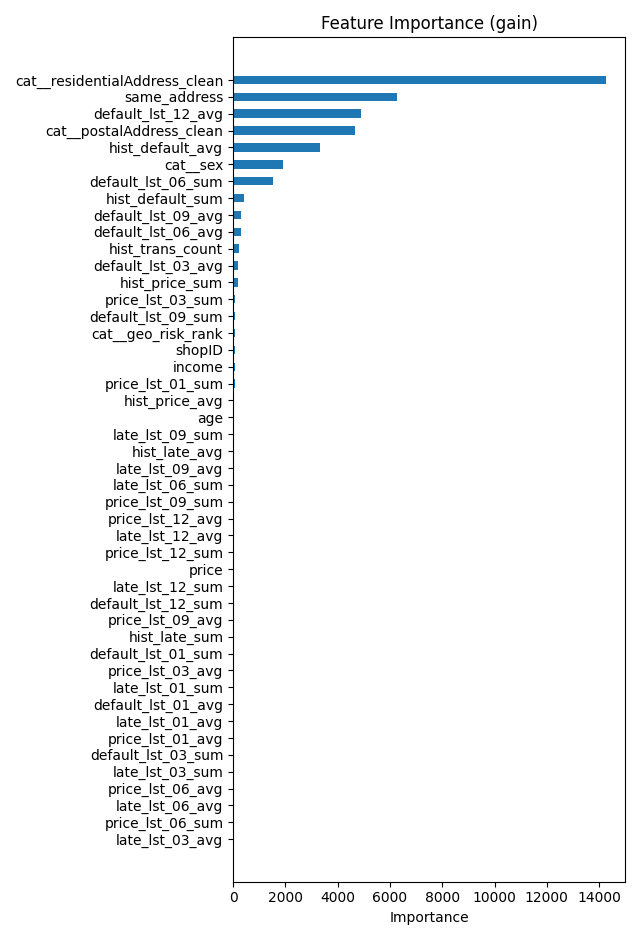 Feature Importance (gain)
cat__residentialAddress_clean
same_address
default_lst_12_avg
cat__postalAddress_clean
hist_default_avg
cat__sex
default_lst_06_sum
hist_default_sum
default_lst_09_avg
default_lst_06_avg
hist_trans_count
default_lst_03_avg
hist_price_sum
price_lst_03_sum
default_lst_09_sum
cat__geo_risk_rank
shopID
income
price_lst_01_sum
hist_price_avg
age
late_lst_09_sum
hist_late_avg
late_lst_09_avg
late_lst_06_sum
price_lst_09_sum
price_lst_12_avg
late_lst_12_avg
price_lst_12_sum
price
late_lst_12_sum
default_lst_12_sum
price_lst_09_avg
hist_late_sum
default_lst_01_sum
price_lst_03_avg
late_lst_01_sum
default_lst_01_avg
late_lst_01_avg
price_lst_01_avg
default_lst_03_sum
late_lst_03_sum
price_lst_06_avg
late_lst_06_avg
price_lst_06_sum
late_lst_03_avg
0 2000 4000 6000 8000 10000 12000 14000
Importance